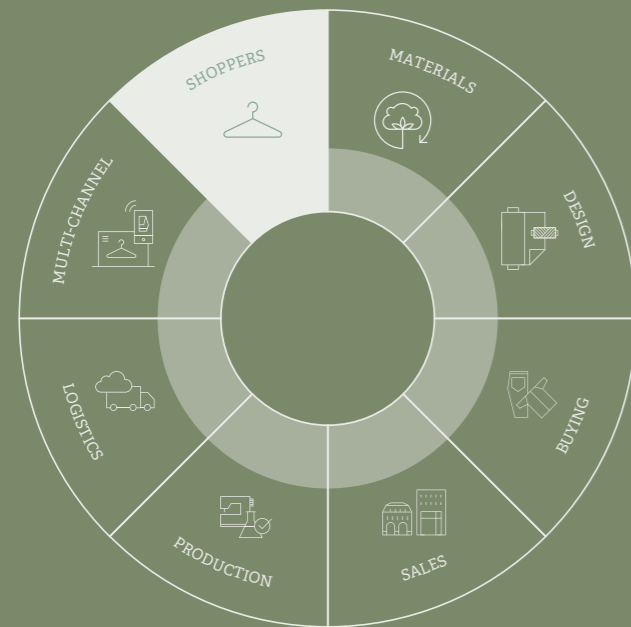 SHOPPERS
MATERIALS
DESIGN
BUYING
SALES
PRODUCTION
LOGISTICS
MULTI-CHANNEL